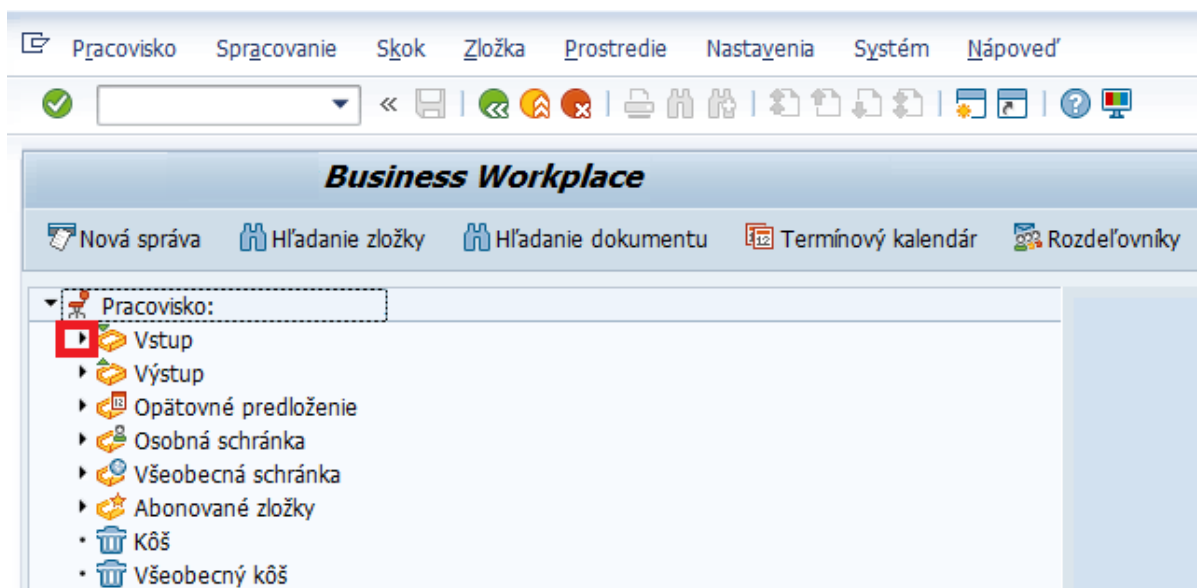 Pracovisko Spracovanie Skok Zložka Prostredie Nastavenia Systém Nápoveď
Business Workplace
Nová správa Hľadanie zložky Hľadanie dokumentu Termínový kalendár Rozdeľovníky
Pracovisko:
Vstup
Výstup
Opätovné predloženie
Osobná schránka
Všeobecná schránka
Abonované zložky
Kôš
Všeobecný kôš